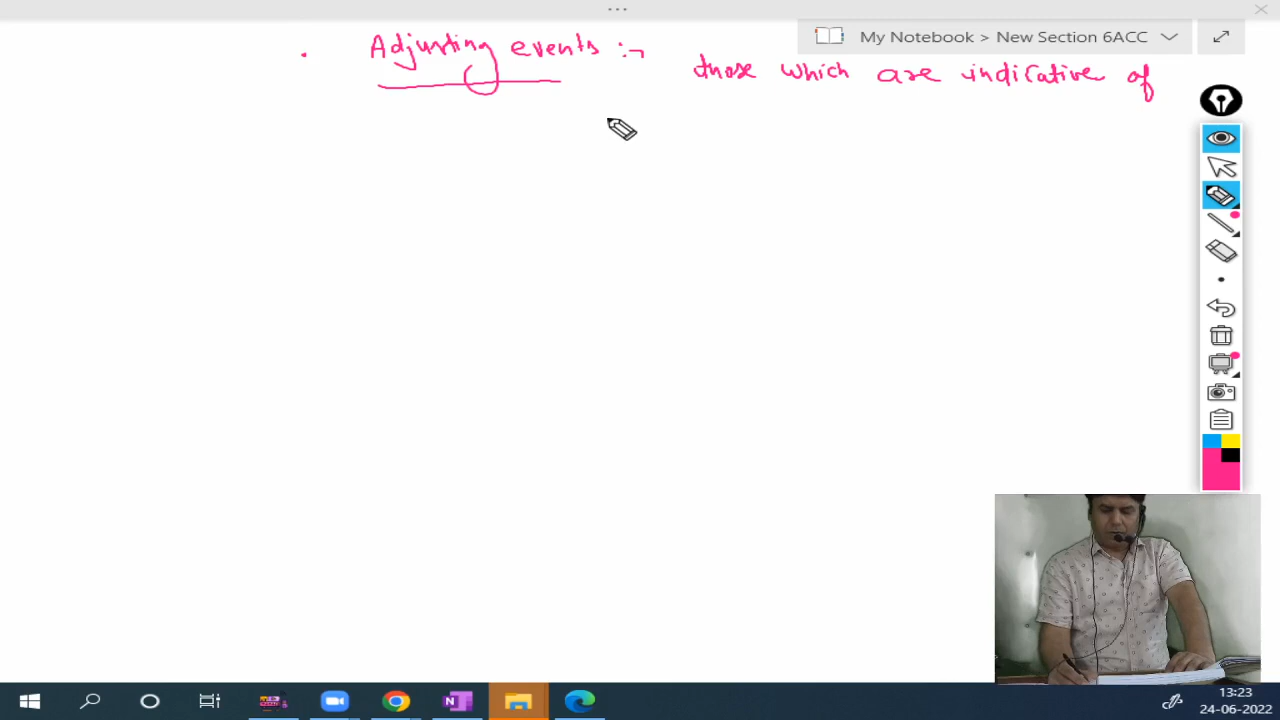 My Notebook > New Section 6ACC
Adjusting events :-
those which are indicative of
13:23
24-06-2022